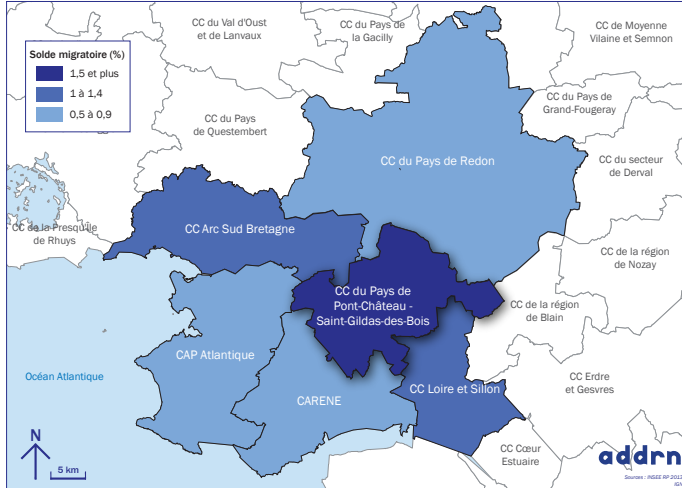 CC du Val d'Oust
et de Lanvaux
CC du Pays de
la Gacilly
CC de Moyenne
Vilaine et Semnon
Solde migratoire (%)
1,5 et plus
1 à 1,4
0,5 à 0,9
CC du Pays
de Questembert
CC du Pays de
Grand-Fougeray
CC du Pays de Redon
CC du secteur
de Derval
CC de la Presqu'île
de Rhuys
CC Arc Sud Bretagne
CC de la région
de Nozay
CC du Pays de
Pont-Château -
Saint-Gildas-des-Bois
CC de la région
de Blain
CAP Atlantique
Océan Atlantique
CC Loire et Sillon
CC Erdre
et Gesvres
CARENE
N
5 km
CC Cœur
Estuaire
addrn
Sources : INSEE RP 2013
IGN